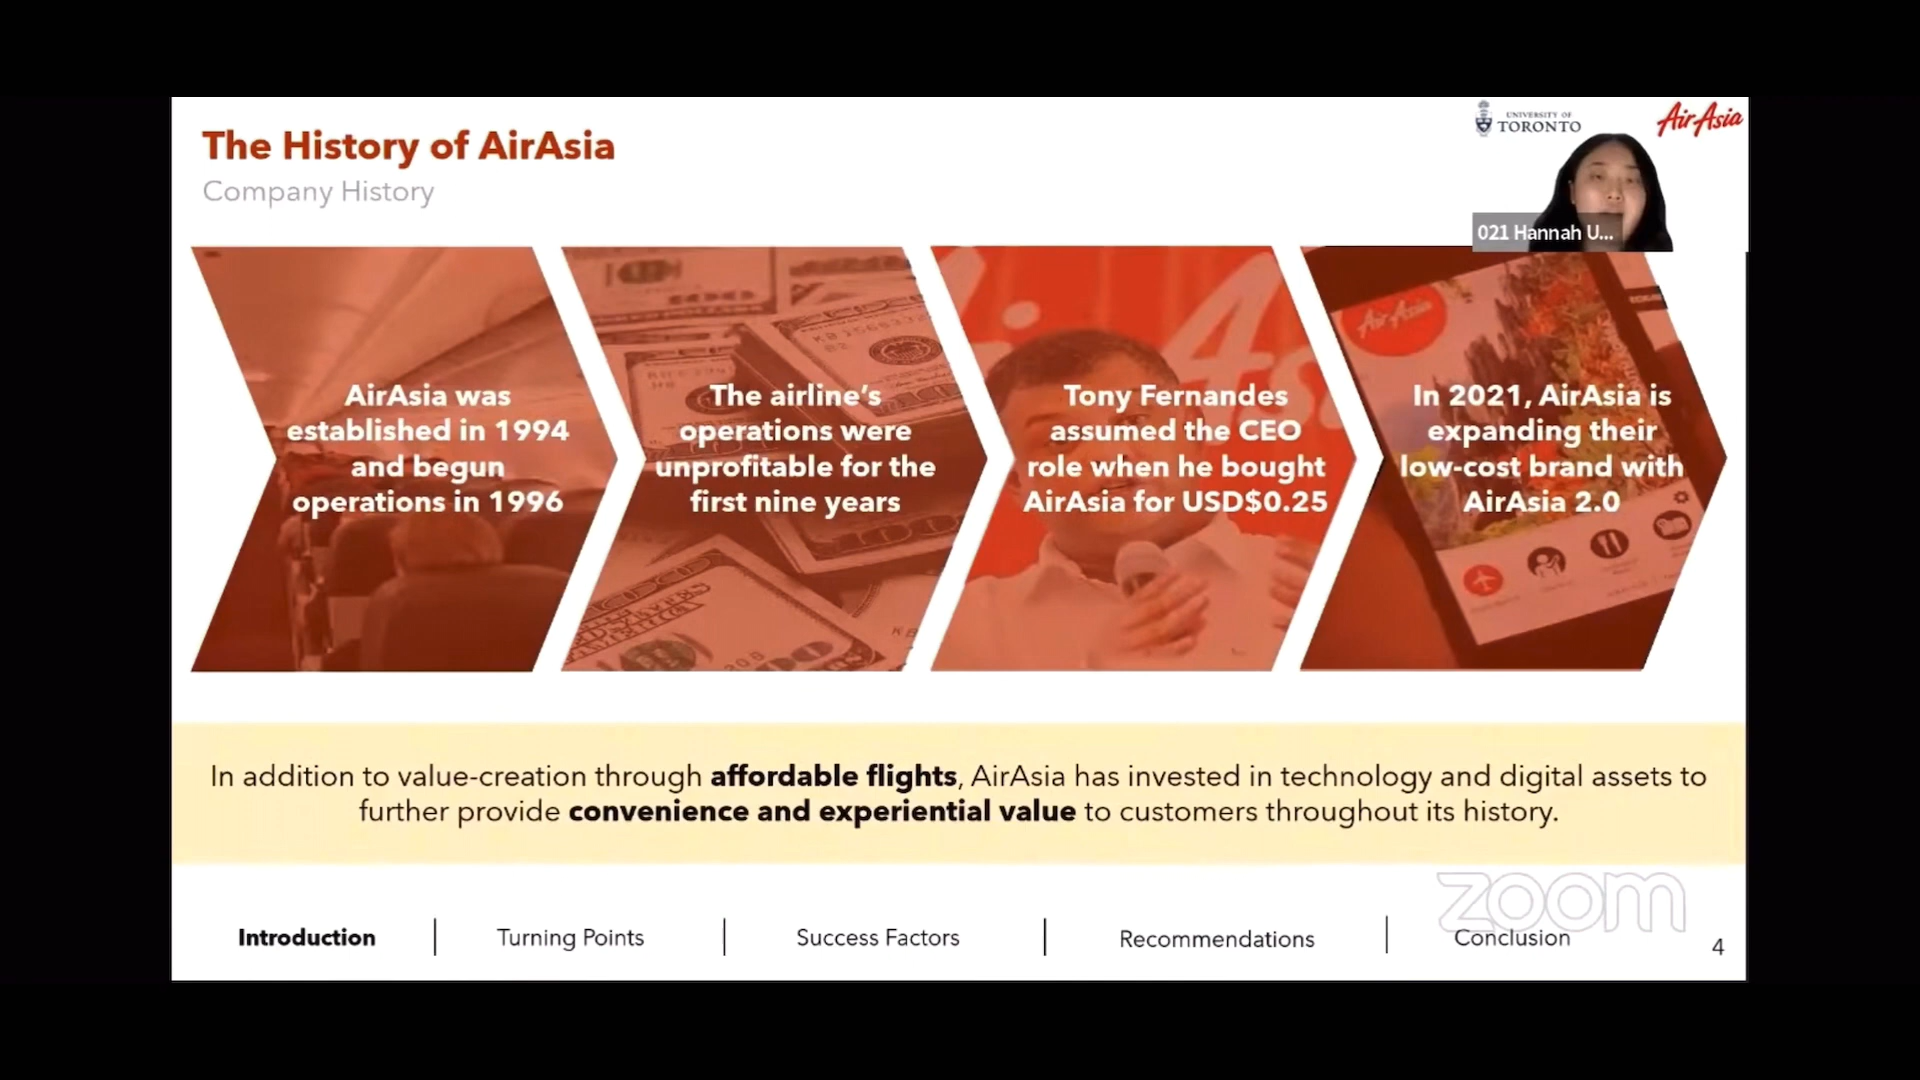 The History of AirAsia
Company History
UNIVERSITY OF
TORONTO
AirAsia
021 Hannah U...
AirAsia was
established in 1994
and begun
operations in 1996
The airline's
operations were
unprofitable for the
first nine years
Tony Fernandes
assumed the CEO
role when he bought
AirAsia for USD$0.25
In 2021, AirAsia is
expanding their
low-cost brand with
AirAsia 2.0
AirAsia
In addition to value-creation through affordable flights, AirAsia has invested in technology and digital assets to
further provide convenience and experiential value to customers throughout its history.
zoom
Introduction
Turning Points
Success Factors
Recommendations
Conclusion
4